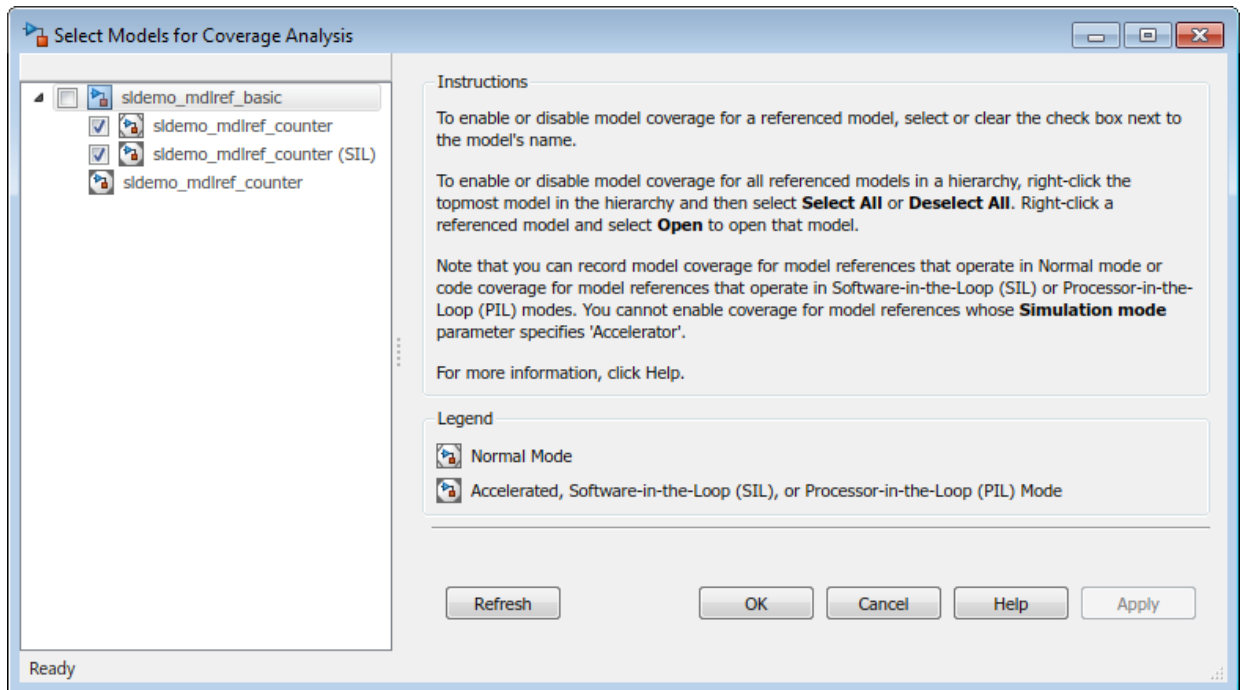 Select Models for Coverage Analysis
sldemo_mdlref_basic
sldemo_mdlref_counter
sldemo_mdlref_counter (SIL)
sldemo_mdlref_counter
Instructions
To enable or disable model coverage for a referenced model, select or clear the check box next to
the model's name.
To enable or disable model coverage for all referenced models in a hierarchy, right-click the
topmost model in the hierarchy and then select Select All or Deselect All. Right-click a
referenced model and select Open to open that model.
Note that you can record model coverage for model references that operate in Normal mode or
code coverage for model references that operate in Software-in-the-Loop (SIL) or Processor-in-the-
Loop (PIL) modes. You cannot enable coverage for model references whose Simulation mode
parameter specifies 'Accelerator'.
For more information, click Help.
Legend
Normal Mode
Accelerated, Software-in-the-Loop (SIL), or Processor-in-the-Loop (PIL) Mode
Refresh OK Cancel Help Apply
Ready